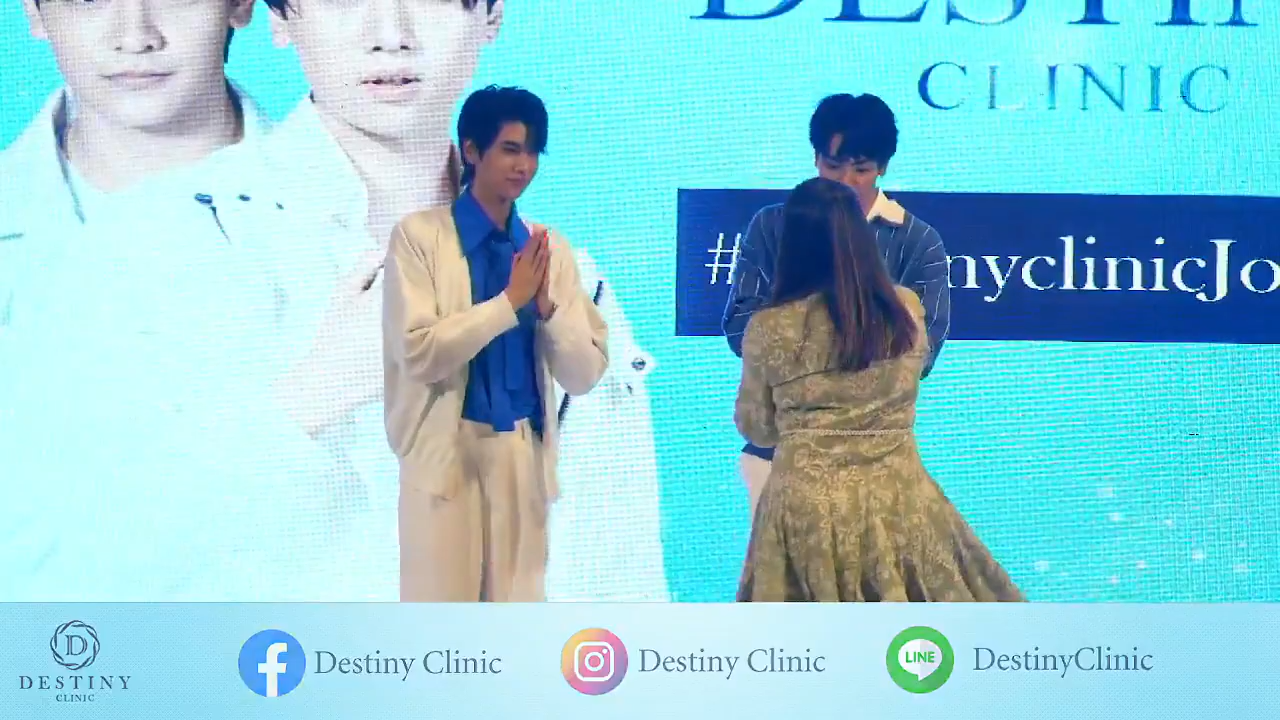 CLINIC
nyclinicJo
D
DESTINY
CLINIC
Destiny Clinic
Destiny Clinic
LINE
DestinyClinic